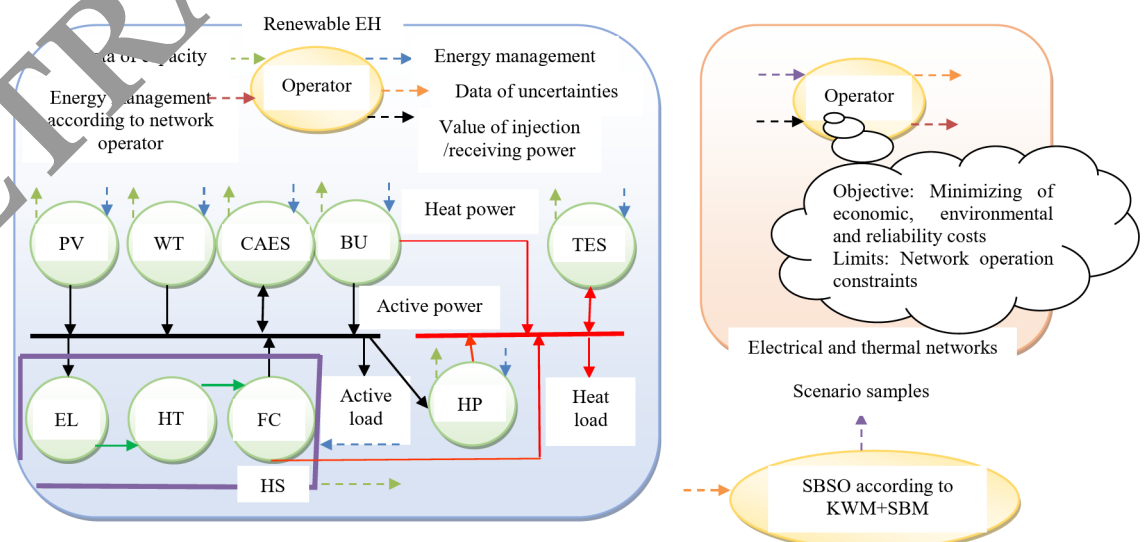 Renewable EH
of capacity
Energy management
according to network
operator
Operator
Energy management
Data of uncertainties
Value of injection
/receiving power
PV
WT
CAES
BU
Heat power
TES
Active power
EL
HT
FC
Active
load
HP
Heat
load
HS
Operator
Objective: Minimizing of
economic, environmental
and reliability costs
Limits: Network operation
constraints
Electrical and thermal networks
Scenario samples
SBSO according to
KWM+SBM